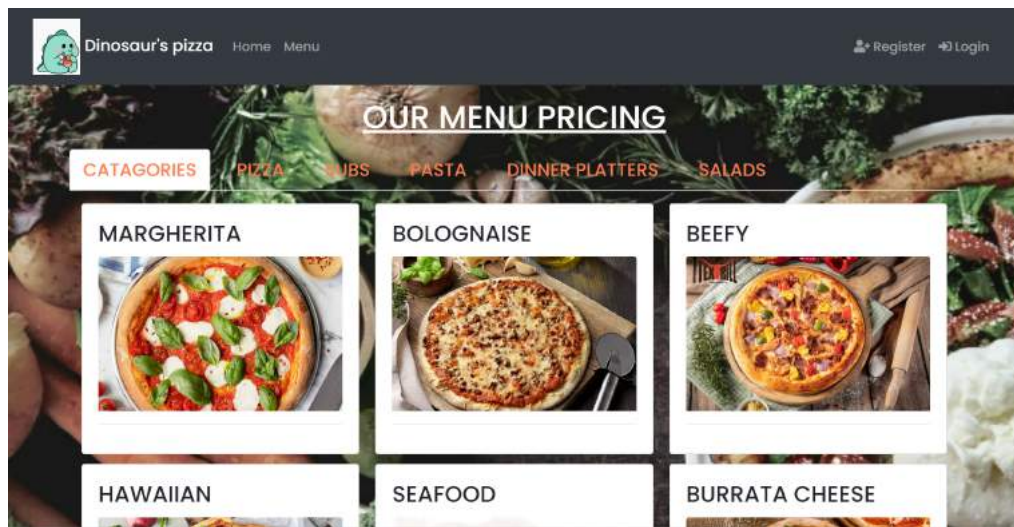 Dinosaur's pizza Home Menu Register Login
OUR MENU PRICING
CATAGORIES PIZZA SUBS PASTA DINNER PLATTERS SALADS
MARGHERITA BOLOGNAISE BEEFY
HAWAIIAN SEAFOOD BURRATA CHEESE